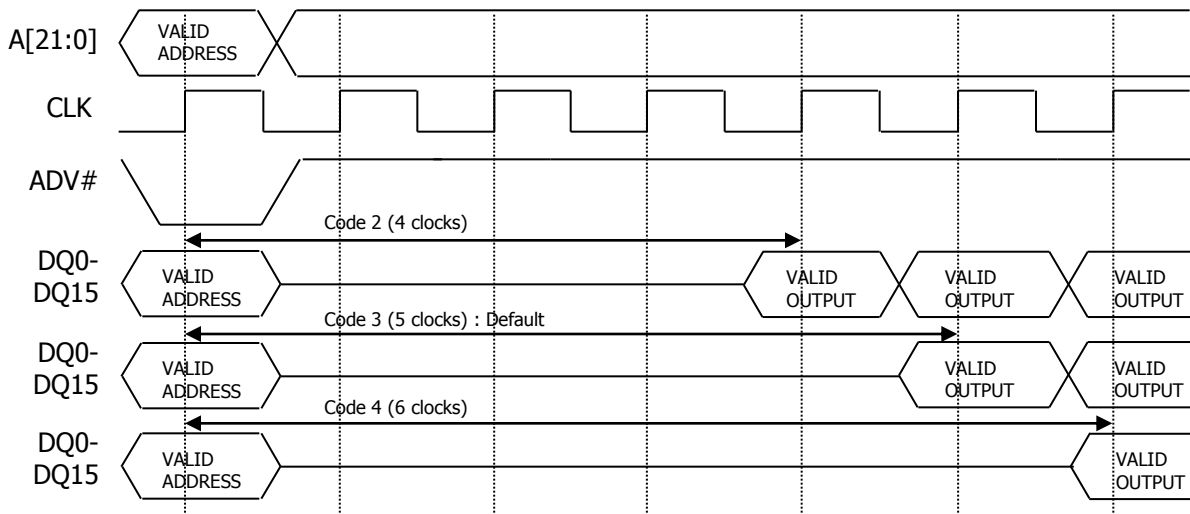 A[21:0]
VALID
ADDRESS
CLK
ADV#
Code 2 (4 clocks)
DQ0-
DQ15
VALID
ADDRESS
VALID
OUTPUT
VALID
OUTPUT
VALID
OUTPUT
Code 3 (5 clocks) : Default
DQ0-
DQ15
VALID
ADDRESS
VALID
OUTPUT
VALID
OUTPUT
Code 4 (6 clocks)
DQ0-
DQ15
VALID
ADDRESS
VALID
OUTPUT